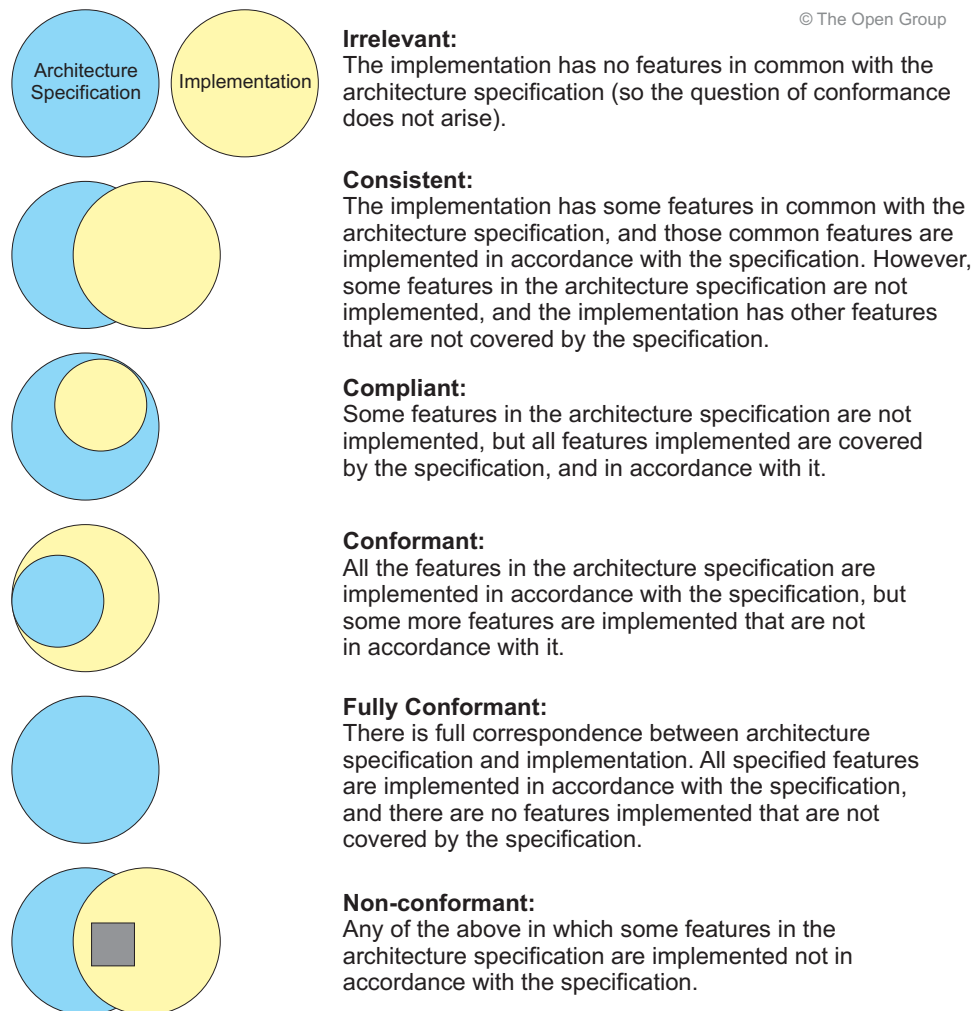 © The Open Group
Architecture
Specification
Implementation
Irrelevant:
The implementation has no features in common with the
architecture specification (so the question of conformance
does not arise).
Consistent:
The implementation has some features in common with the
architecture specification, and those common features are
implemented in accordance with the specification. However,
some features in the architecture specification are not
implemented, and the implementation has other features
that are not covered by the specification.
Compliant:
Some features in the architecture specification are not
implemented, but all features implemented are covered
by the specification, and in accordance with it.
Conformant:
All the features in the architecture specification are
implemented in accordance with the specification, but
some more features are implemented that are not
in accordance with it.
Fully Conformant:
There is full correspondence between architecture
specification and implementation. All specified features
are implemented in accordance with the specification,
and there are no features implemented that are not
covered by the specification.
Non-conformant:
Any of the above in which some features in the
architecture specification are implemented not in
accordance with the specification.